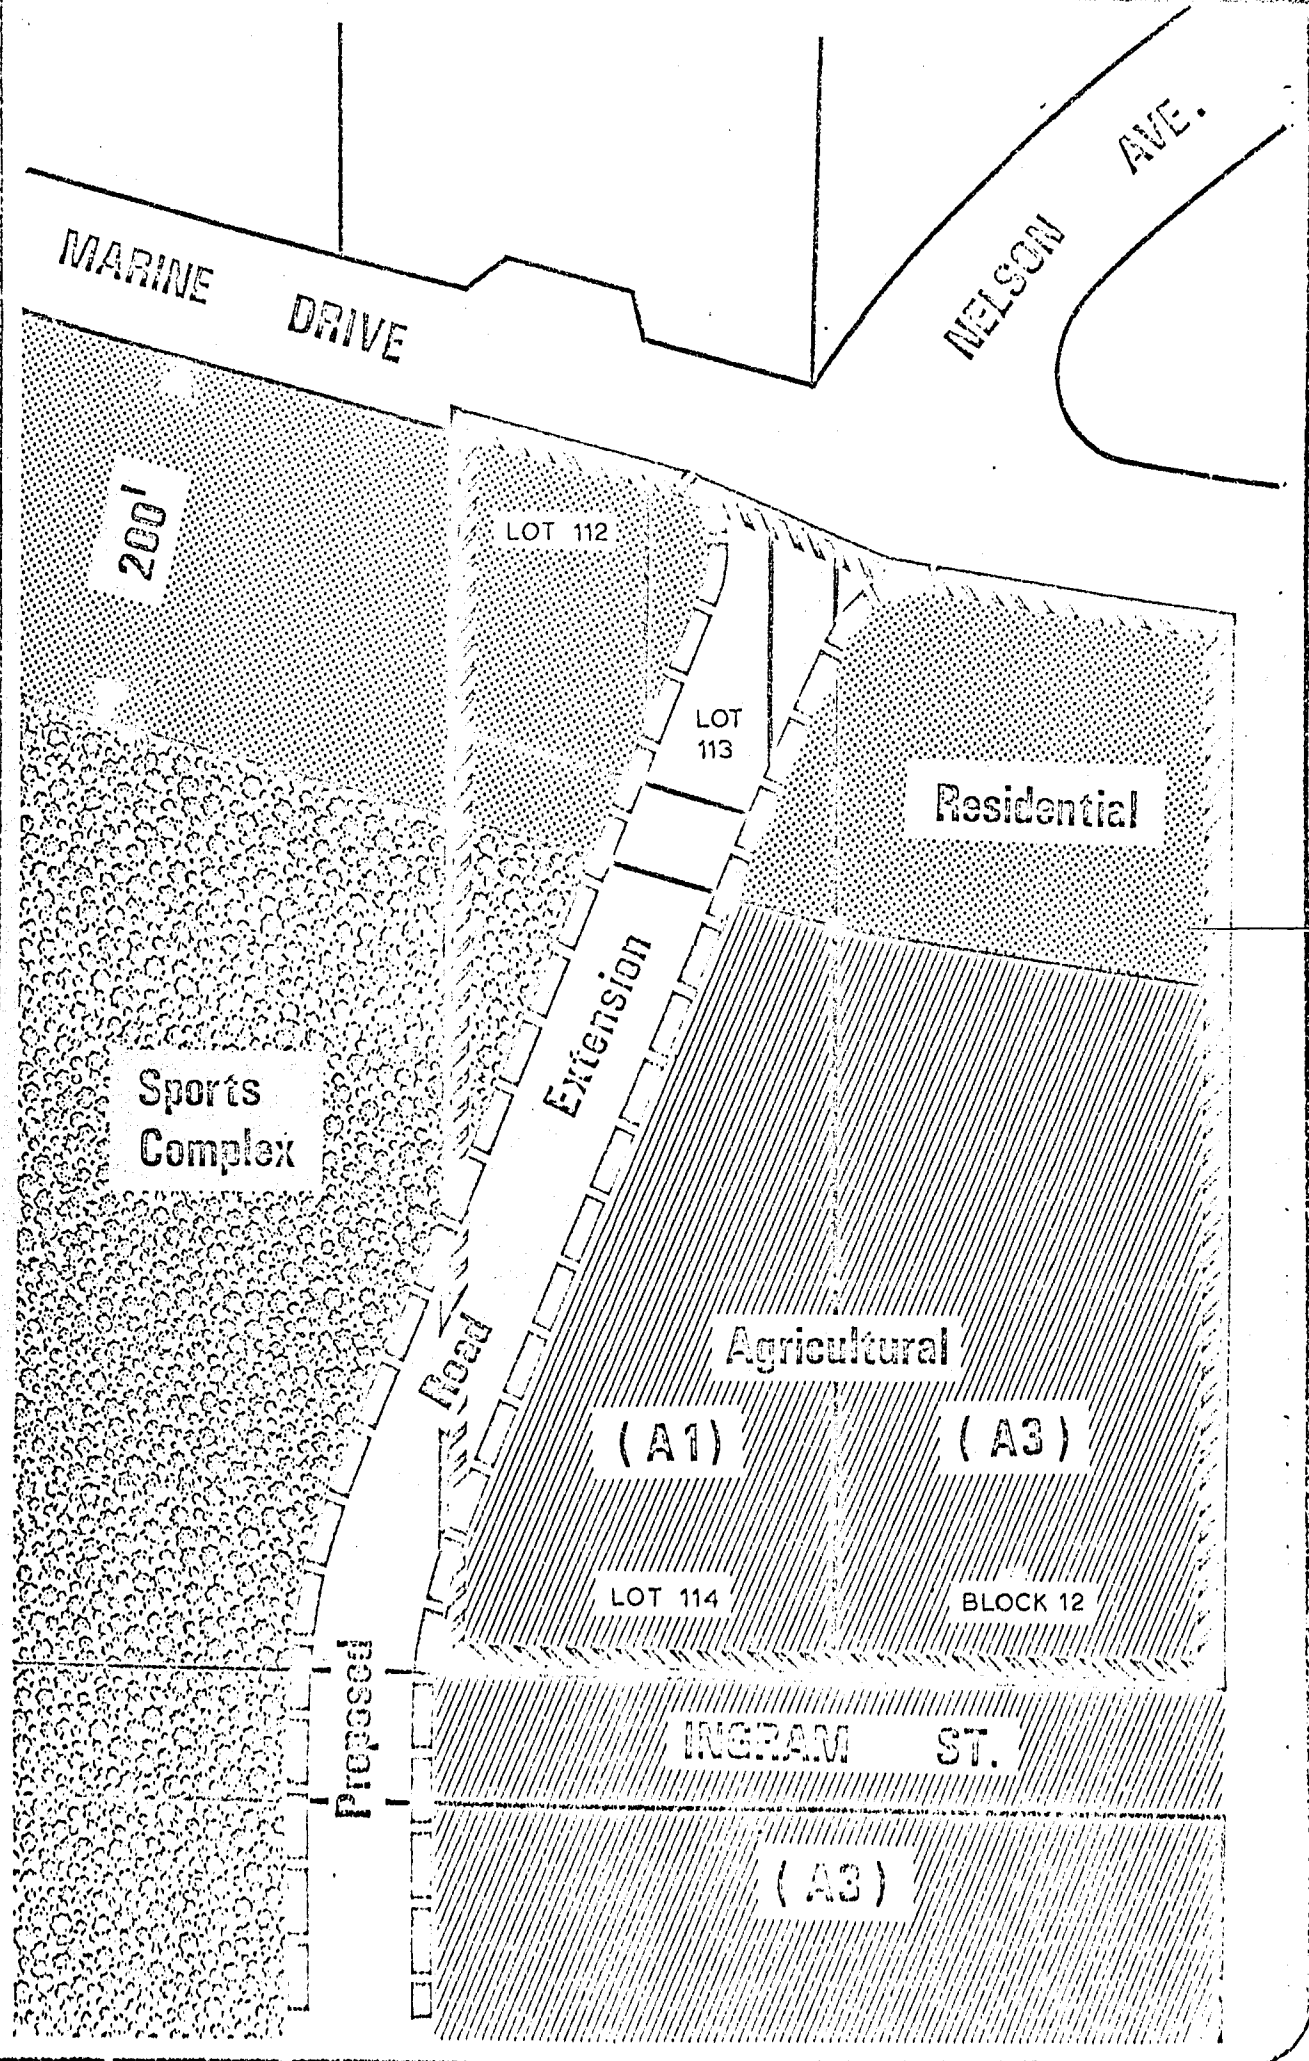 NELSON AVE.
MARINE DRIVE
200'
LOT 112
LOT
113
Residential
Extension
Sports
Complex
Road
Agricultural
(A1)
(A3)
LOT 114
BLOCK 12
Proposed
INGRAM ST.
(A3)